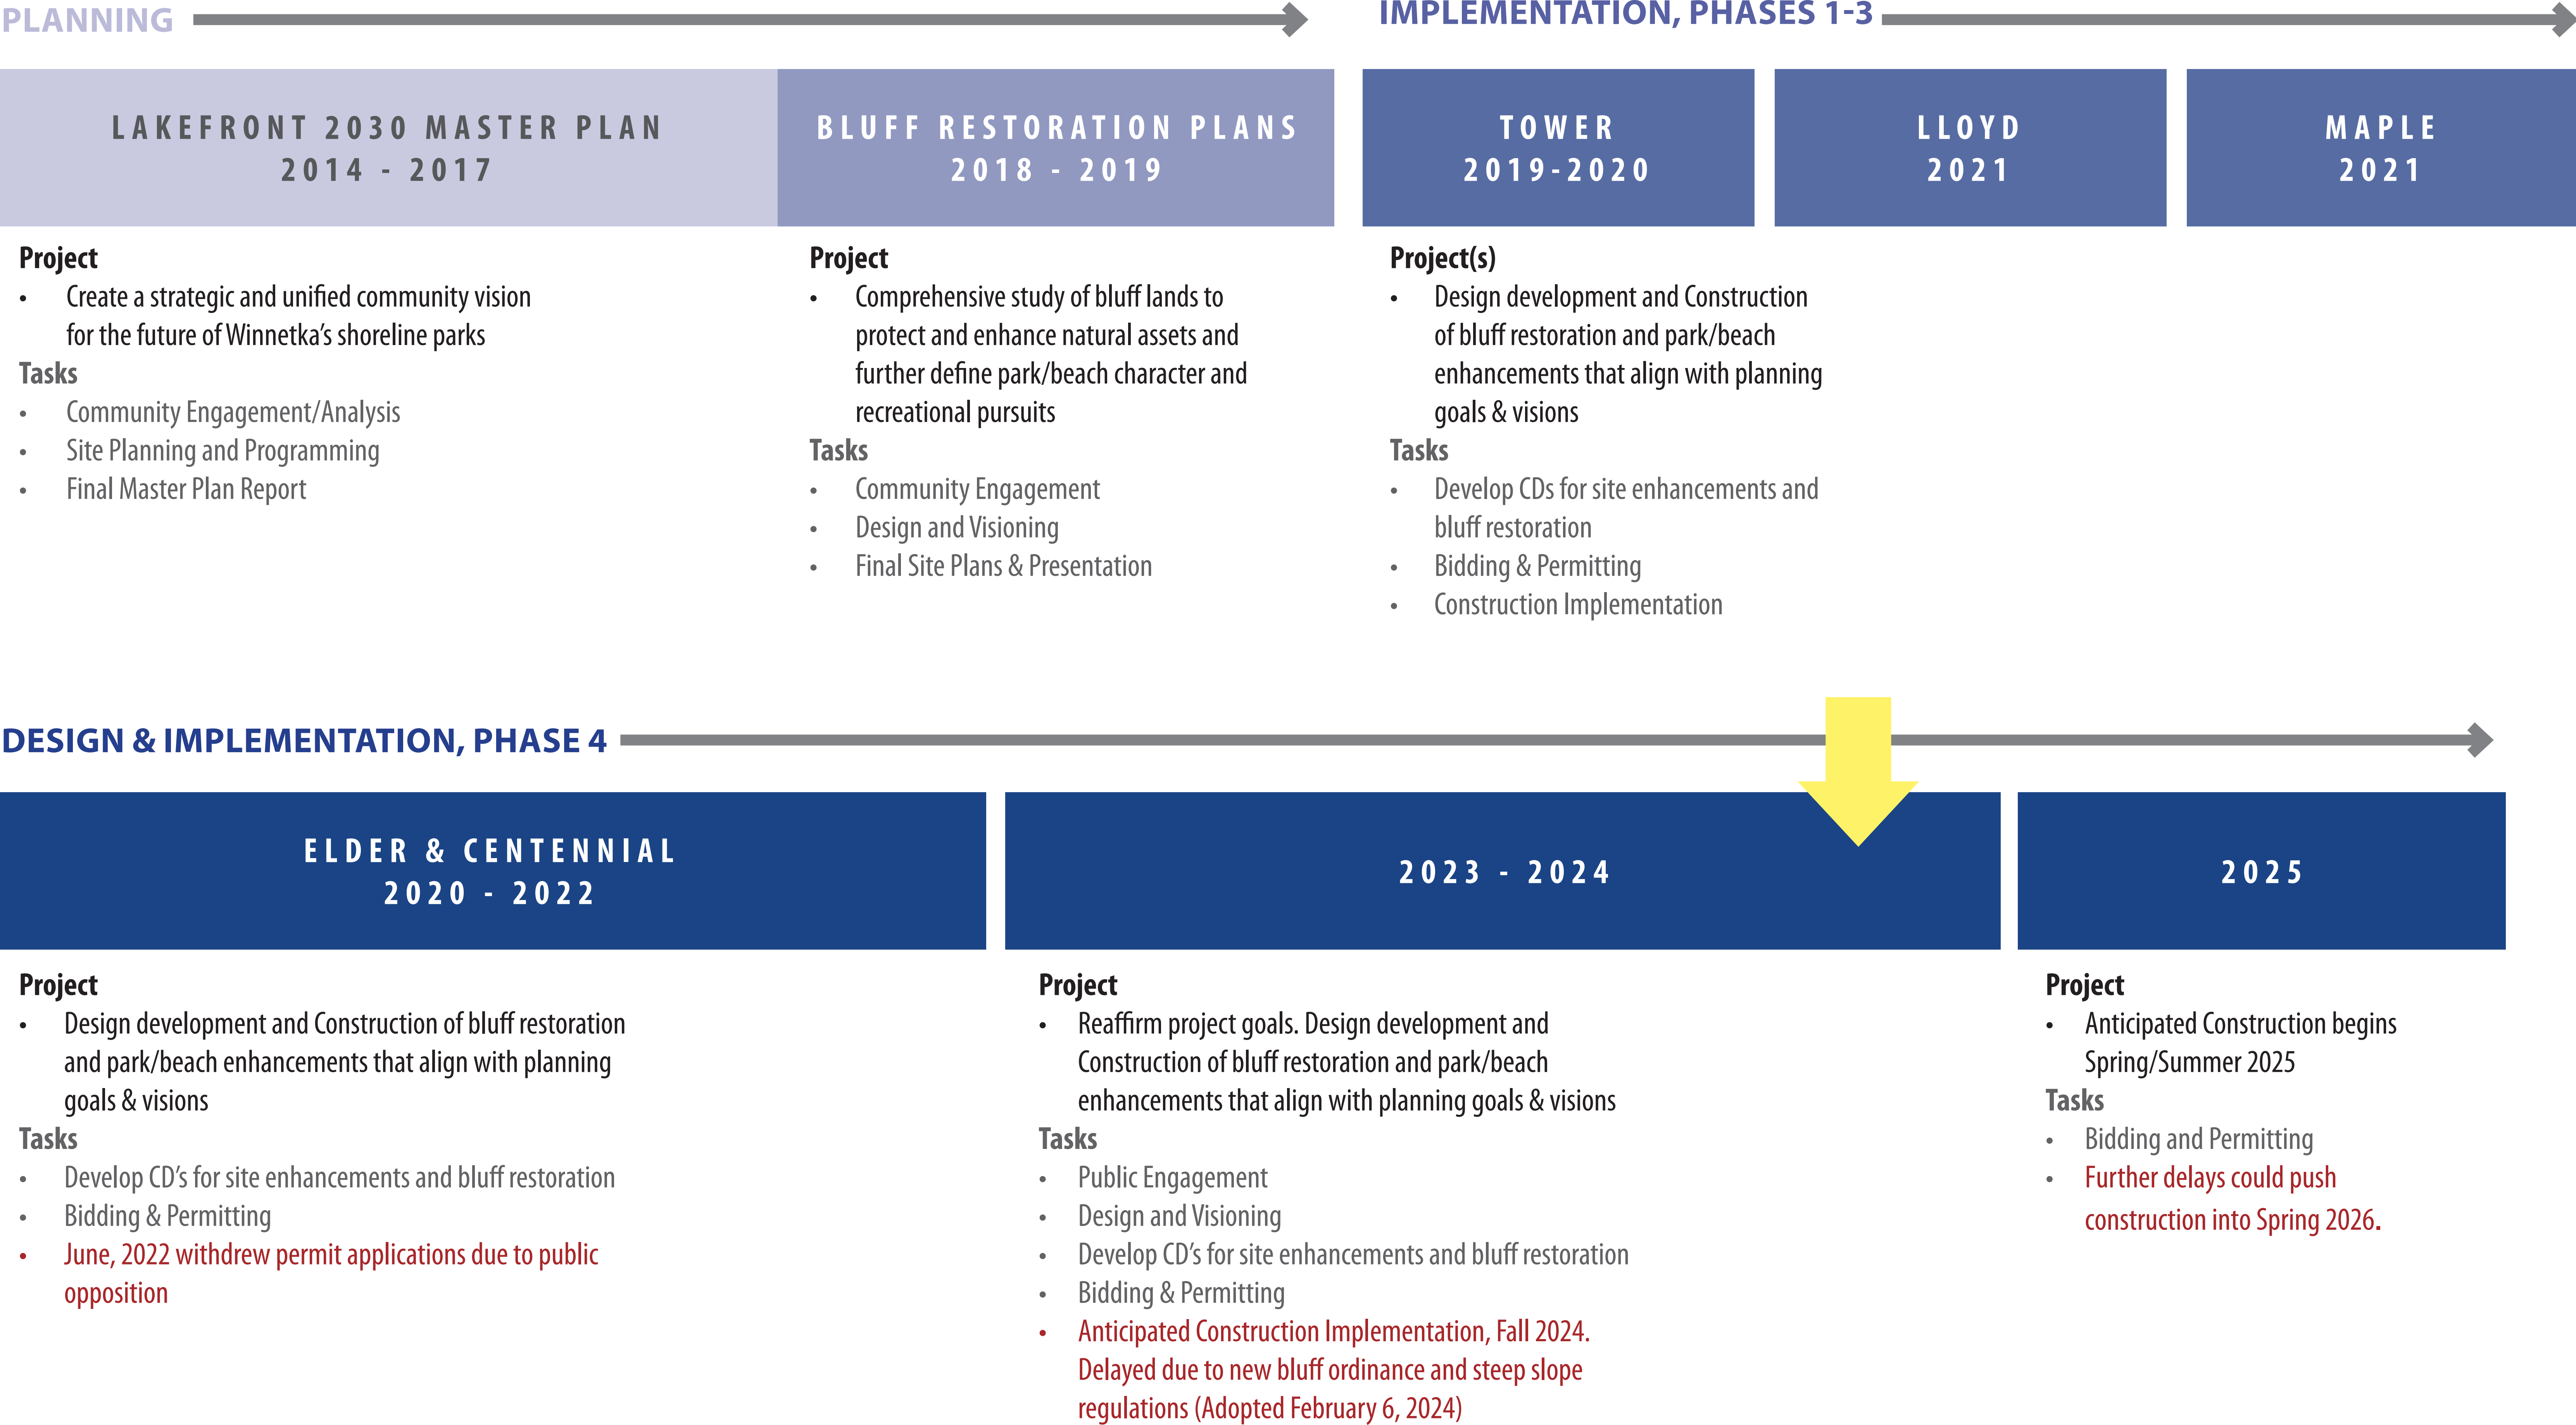 PLANNING
IMPLEMENTATION, PHASES 1-3
LAKEFRONT 2030 MASTER PLAN
2014 - 2017
BLUFF RESTORATION PLANS
2018 - 2019
TOWER
2019-2020
LLOYD
2021
MAPLE
2021
Project
• Create a strategic and unified community vision
for the future of Winnetka’s shoreline parks
Tasks
• Community Engagement/Analysis
• Site Planning and Programming
• Final Master Plan Report
Project
• Comprehensive study of bluff lands to
protect and enhance natural assets and
further define park/beach character and
recreational pursuits
Tasks
• Community Engagement
• Design and Visioning
• Final Site Plans & Presentation
Project(s)
• Design development and Construction
of bluff restoration and park/beach
enhancements that align with planning
goals & visions
Tasks
• Develop CDs for site enhancements and
bluff restoration
• Bidding & Permitting
• Construction Implementation
DESIGN & IMPLEMENTATION, PHASE 4
ELDER & CENTENNIAL
2020 - 2022
2023 - 2024
2025
Project
• Design development and Construction of bluff restoration
and park/beach enhancements that align with planning
goals & visions
Tasks
• Develop CD’s for site enhancements and bluff restoration
• Bidding & Permitting
• June, 2022 withdrew permit applications due to public
opposition
Project
• Reaffirm project goals. Design development and
Construction of bluff restoration and park/beach
enhancements that align with planning goals & visions
Tasks
• Public Engagement
• Design and Visioning
• Develop CD’s for site enhancements and bluff restoration
• Bidding & Permitting
• Anticipated Construction Implementation, Fall 2024.
Delayed due to new bluff ordinance and steep slope
regulations (Adopted February 6, 2024)
Project
• Anticipated Construction begins
Spring/Summer 2025
Tasks
• Bidding and Permitting
• Further delays could push
construction into Spring 2026.